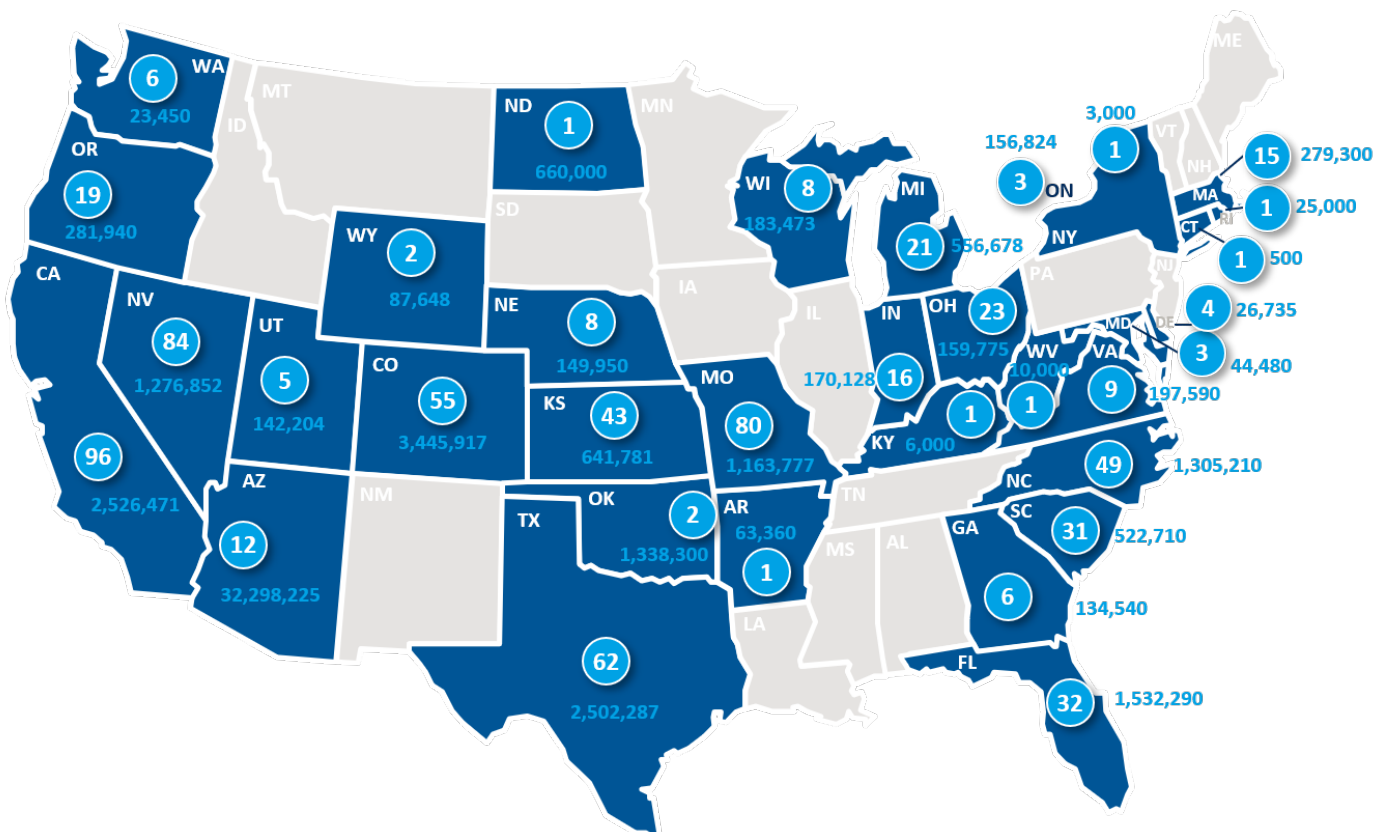 ME
WA
6
23,450
MT
ID
ND
1
660,000
MN
3,000
1
VT
NH
156,824
3
ON
15
279,300
MA
OR
19
281,940
WI
8
183,473
MI
21
556,678
1
25,000
RI
CT
NY
1
500
SD
WY
2
87,648
CA
NV
84
1,276,852
UT
5
142,204
NE
8
149,950
IA
IL
IN
16
170,128
OH
23
159,775
PA
NJ
DE
4
26,735
MD
3
44,480
WV
10,000
1
VA
9
197,590
CO
55
3,445,917
KS
43
641,781
MO
80
1,163,777
KY
6,000
1
96
2,526,471
AZ
12
32,298,225
NM
OK
2
1,338,300
TX
62
2,502,287
AR
63,360
1
TN
NC
49
1,305,210
SC
31
522,710
MS
AL
GA
6
134,540
LA
FL
32
1,532,290